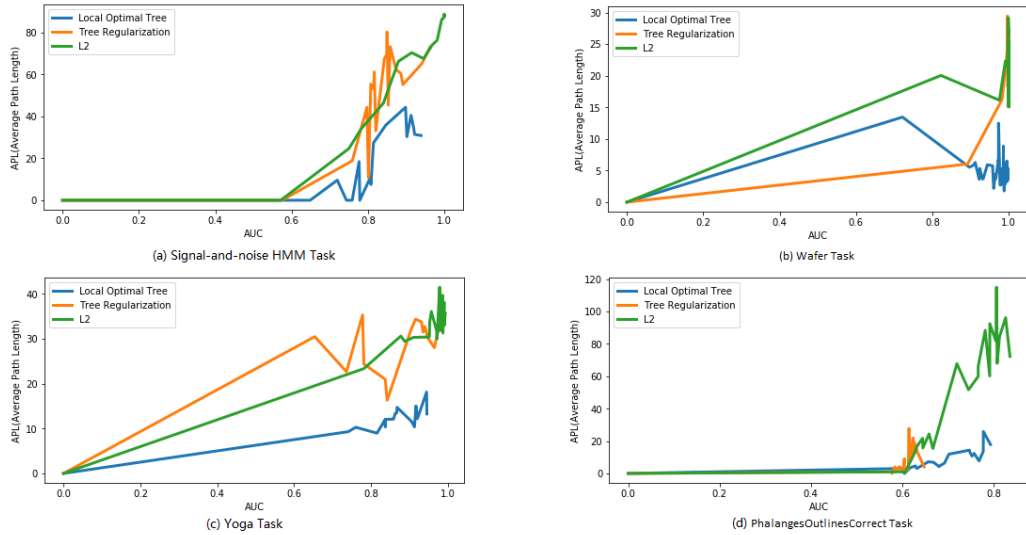 Local Optimal Tree
Tree Regularization
L2
APL(Average Path Length)
80
60
40
20
0
0.0 0.2 0.4 0.6 0.8 1.0
AUC
(a) Signal-and-noise HMM Task
Local Optimal Tree
Tree Regularization
L2
APL(Average Path Length)
30
25
20
15
10
5
0
0.0 0.2 0.4 0.6 0.8 1.0
AUC
(b) Wafer Task
Local Optimal Tree
Tree Regularization
L2
APL(Average Path Length)
40
30
20
10
0
0.0 0.2 0.4 0.6 0.8 1.0
AUC
(c) Yoga Task
Local Optimal Tree
Tree Regularization
L2
APL(Average Path Length)
120
100
80
60
40
20
0
0.0 0.2 0.4 0.6 0.8
AUC
(d) PhalangesOutlinesCorrect Task